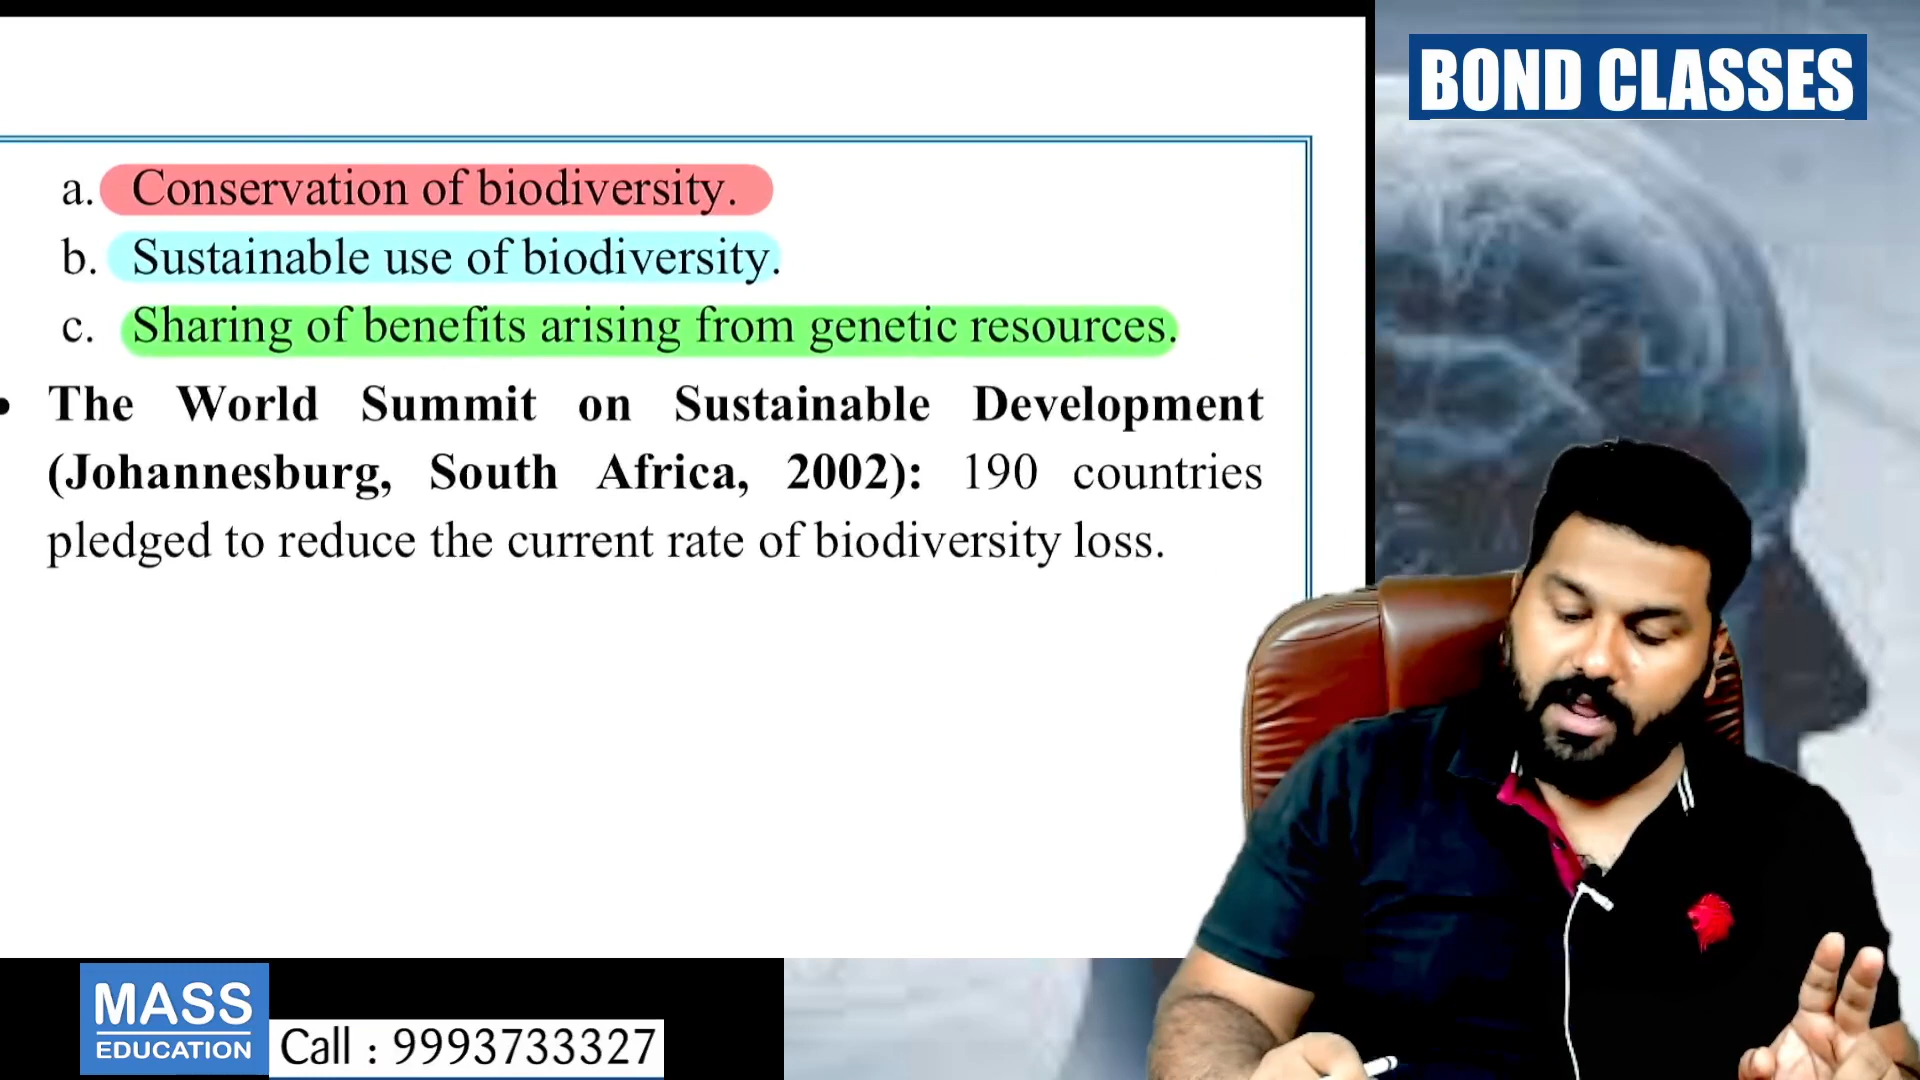 BOND CLASSES
a. Conservation of biodiversity.
b. Sustainable use of biodiversity.
c. Sharing of benefits arising from genetic resources.
• The World Summit on Sustainable Development
(Johannesburg, South Africa, 2002): 190 countries
pledged to reduce the current rate of biodiversity loss.
MASS
EDUCATION
Call : 9993733327